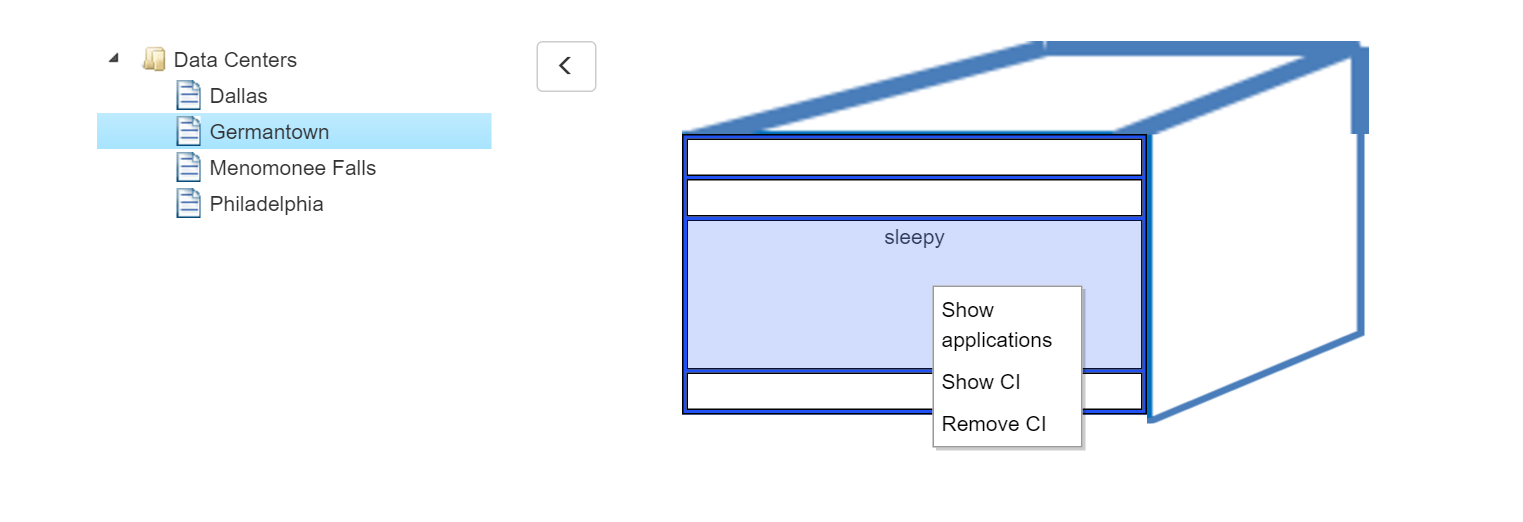 Data Centers
Dallas
Germantown
Menomonee Falls
Philadelphia
sleepy
Show
applications
Show CI
Remove CI